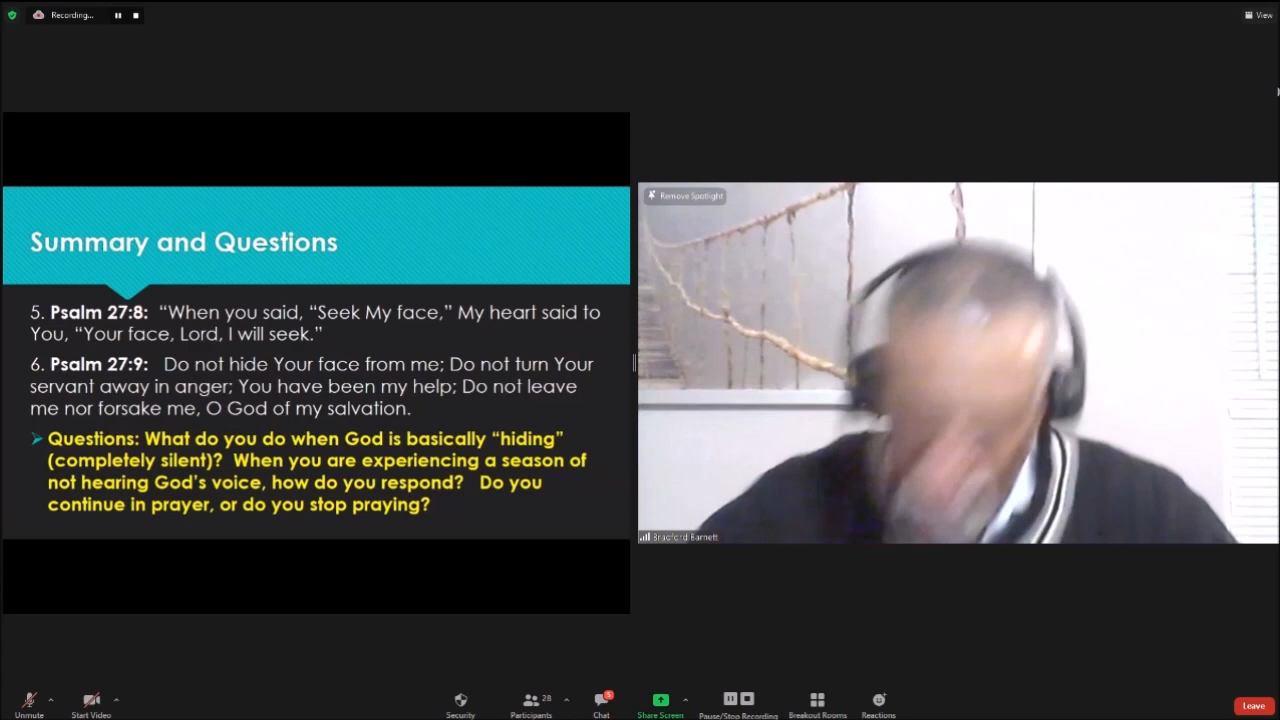 Recording...
View
Remove Spotlight
Summary and Questions
5. Psalm 27:8: “When you said, “Seek My face,” My heart said to
You, “Your face, Lord, I will seek.”
6. Psalm 27:9: Do not hide Your face from me; Do not turn Your
servant away in anger; You have been my help; Do not leave
me nor forsake me, O God of my salvation.
Questions: What do you do when God is basically “hiding”
(completely silent)? When you are experiencing a season of
not hearing God’s voice, how do you respond? Do you
continue in prayer, or do you stop praying?
Bradford Barnett
Unmute
Start Video
Security
28
Participants
5
Chat
Share Screen
Pause/Stop Recording
Breakout Rooms
Reactions
Leave